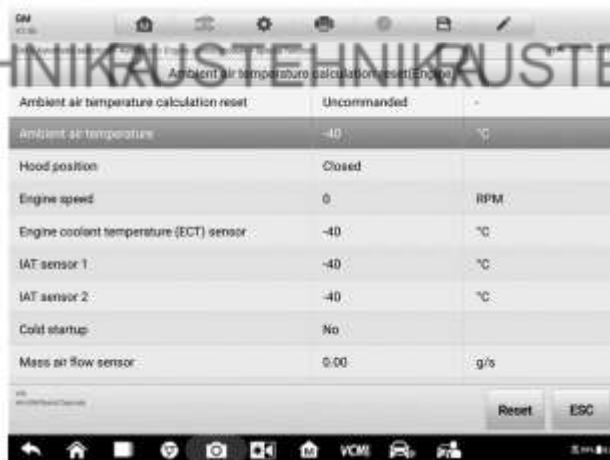 GM
HNIKRAUSTEHNIKRAUSTE
Ambient air temperature calculation reset(Engine)
Ambient air temperature calculation reset Uncommanded -
Ambient air temperature -40 °C
Hood position Closed
Engine speed 0 RPM
Engine coolant temperature (ECT) sensor -40 °C
IAT sensor 1 -40 °C
IAT sensor 2 -40 °C
Cold startup No
Mass air flow sensor 0.00 g/s
Reset ESC
VCMI